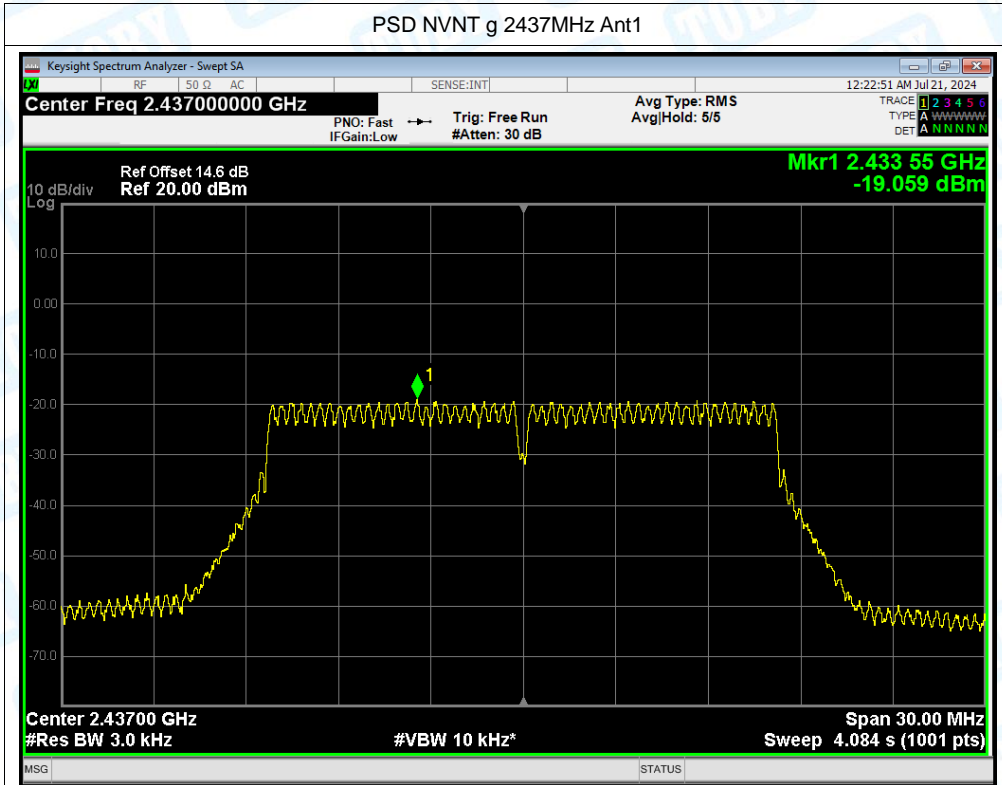 PSD NVNT g 2437MHz Ant1
Keysight Spectrum Analyzer - Swept SA
LXI RF 50 Ω AC SENSE:INT 12:22:51 AM Jul 21, 2024
Center Freq 2.437000000 GHz
PNO: Fast
IFGain:Low
Trig: Free Run
#Atten: 30 dB
Avg Type: RMS
Avg|Hold: 5/5
TRACE 1 2 3 4 5 6
TYPE A WWWWW
DET A N N N N N
Mkr1 2.433 55 GHz
-19.059 dBm
Ref Offset 14.6 dB
10 dB/div Ref 20.00 dBm
Log
10.0
0.00
-10.0
1
-20.0
-30.0
-40.0
-50.0
-60.0
-70.0
Center 2.43700 GHz Span 30.00 MHz
#Res BW 3.0 kHz #VBW 10 kHz* Sweep 4.084 s (1001 pts)
MSG STATUS